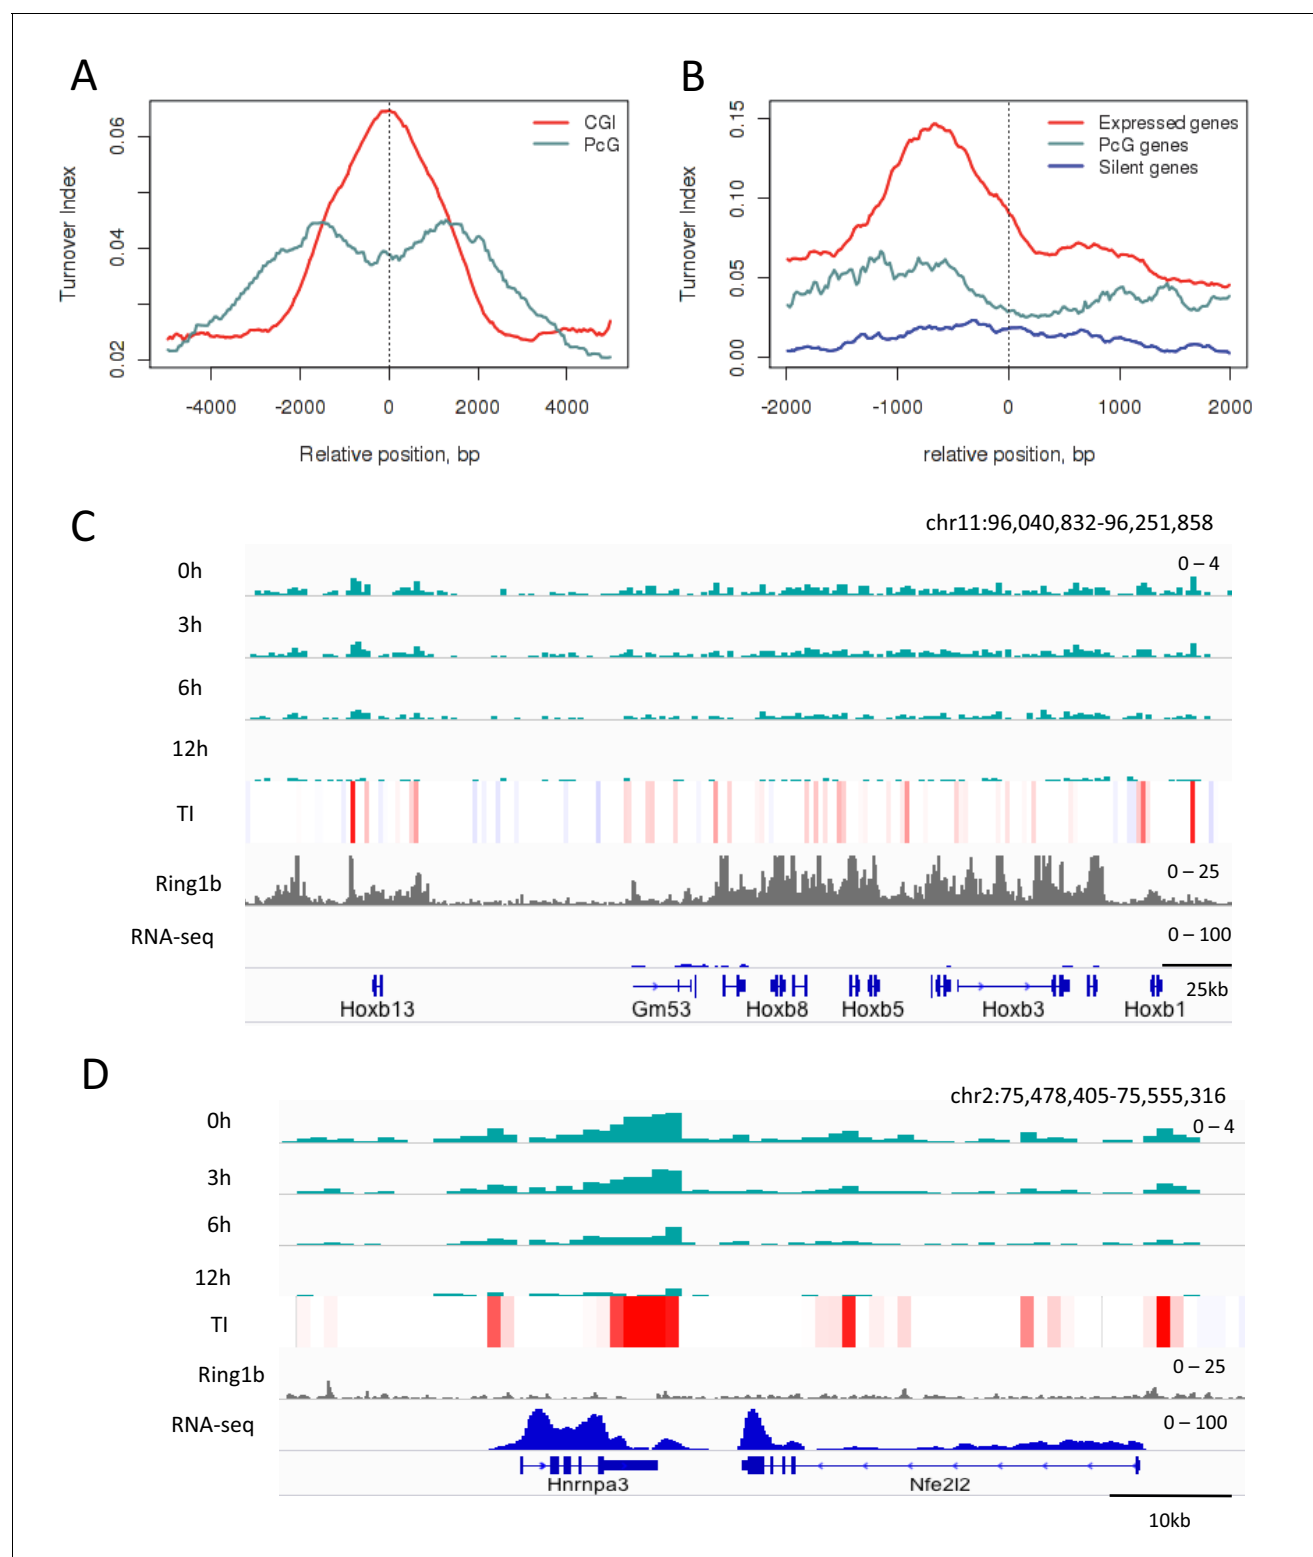 A
CGI
PcG
Turnover Index
0.06
0.04
0.02
-4000 -2000 0 2000 4000
Relative position, bp
B
Expressed genes
PcG genes
Silent genes
Turnover Index
0.15
0.10
0.05
0.00
-2000 -1000 0 1000 2000
relative position, bp
C
chr11:96,040,832-96,251,858
0h 0 – 4
3h
6h
12h
TI
Ring1b 0 – 25
RNA-seq 0 – 100
25kb
Hoxb13 Gm53 Hoxb8 Hoxb5 Hoxb3 Hoxb1
D
chr2:75,478,405-75,555,316
0h 0 – 4
3h
6h
12h
TI
Ring1b 0 – 25
RNA-seq 0 – 100
Hnrnpa3 Nfe2l2
10kb